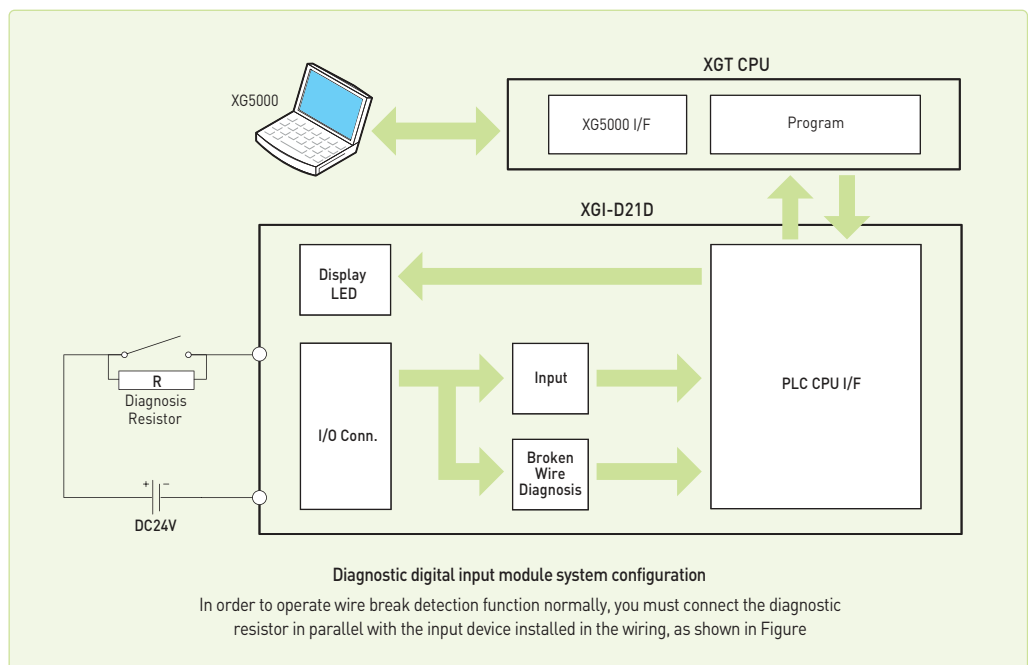 XGT CPU
XG5000
XG5000 I/F
Program
XGI-D21D
Display
LED
R
Diagnosis
Resistor
I/O Conn.
Input
PLC CPU I/F
Broken
Wire
Diagnosis
+ −
DC24V
Diagnostic digital input module system configuration
In order to operate wire break detection function normally, you must connect the diagnostic
resistor in parallel with the input device installed in the wiring, as shown in Figure